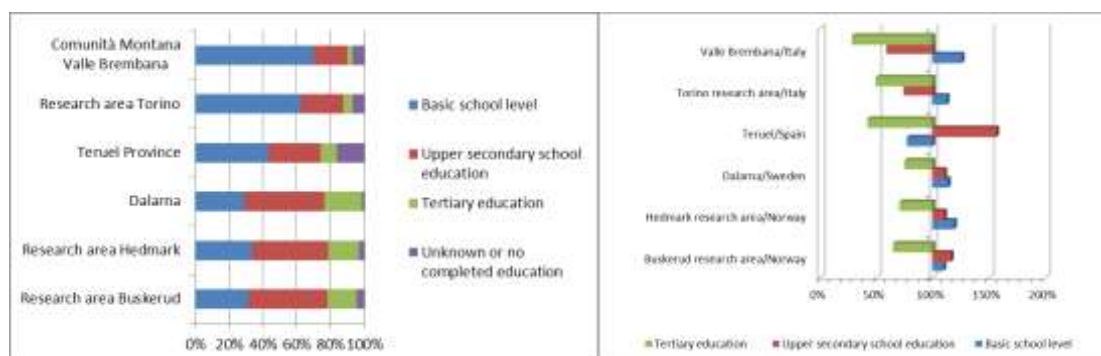 Comunità Montana
Valle Brembana
Research area Torino
Teruel Province
Dalarna
Research area Hedmark
Research area Buskerud
0% 20% 40% 60% 80% 100%
Basic school level
Upper secondary school
education
Tertiary education
Unknown or no
completed education
Valle Brembana/Italy
Torino research area/Italy
Teruel/Spain
Dalarna/Sweden
Hedmark research area/Norway
Buskerud research area/Norway
0% 50% 100% 150% 200%
Tertiary education Upper secondary school education Basic school level